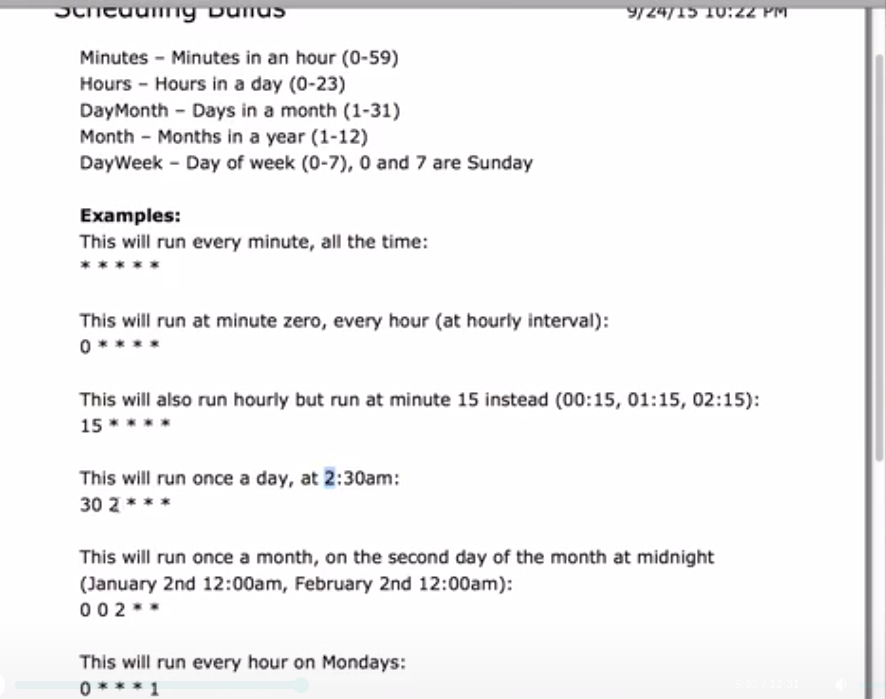 Scheduling Builds 9/24/15 10:22 PM
Minutes – Minutes in an hour (0-59)
Hours – Hours in a day (0-23)
DayMonth – Days in a month (1-31)
Month – Months in a year (1-12)
DayWeek – Day of week (0-7), 0 and 7 are Sunday
Examples:
This will run every minute, all the time:
* * * * *
This will run at minute zero, every hour (at hourly interval):
0 * * * *
This will also run hourly but run at minute 15 instead (00:15, 01:15, 02:15):
15 * * * *
This will run once a day, at 2:30am:
30 2 * * *
This will run once a month, on the second day of the month at midnight
(January 2nd 12:00am, February 2nd 12:00am):
0 0 2 * *
This will run every hour on Mondays:
0 * * * 1